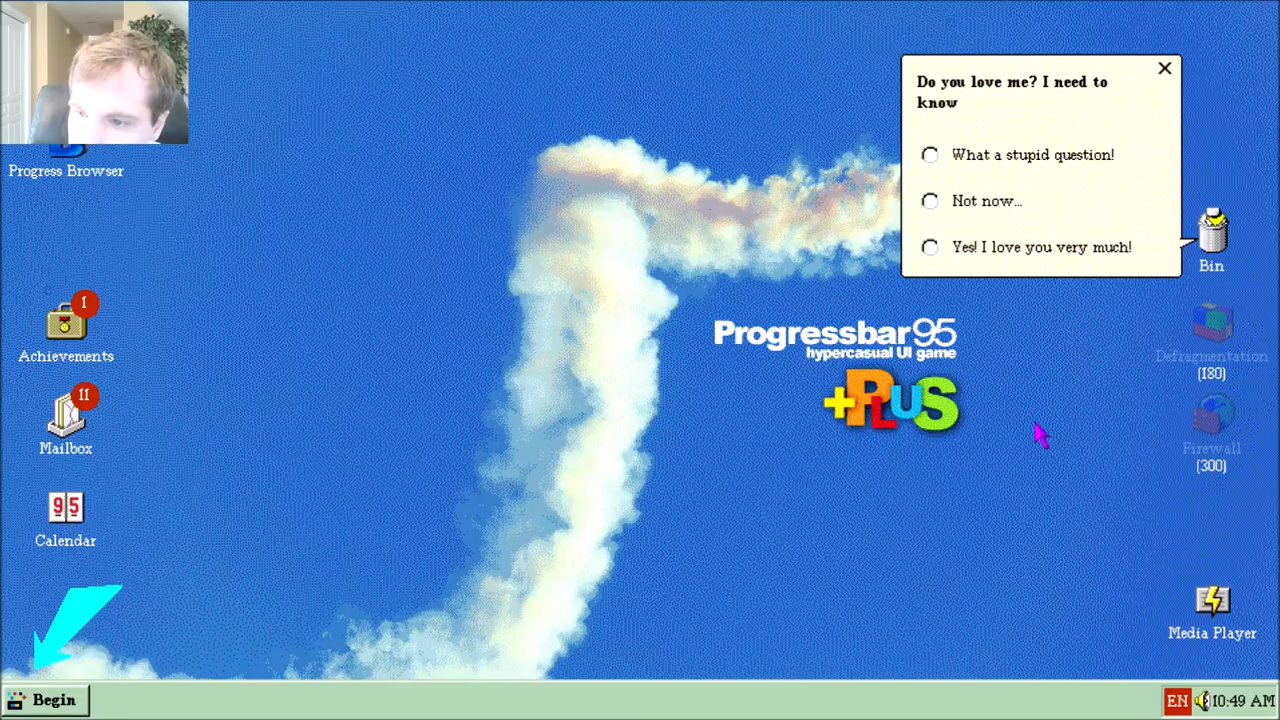 Progress Browser
1
Achievements
11
Mailbox
95
Calendar
Do you love me? I need to
know
What a stupid question!
Not now...
Yes! I love you very much!
Bin
Progressbar95
hypercasual UI game
+PLUS
Defragmentation
(180)
Firewall
(300)
Media Player
Begin
EN
10:49 AM